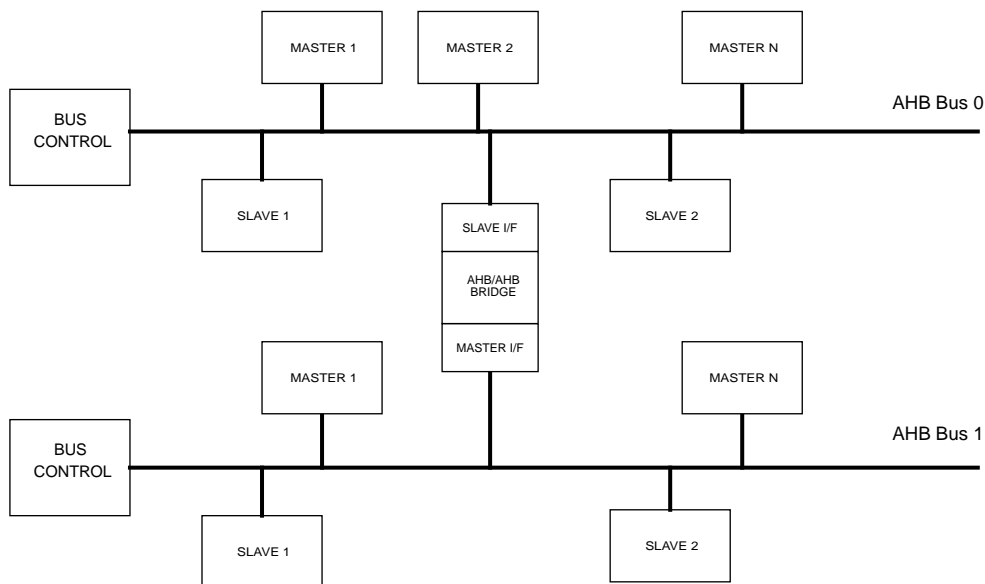 MASTER 1
MASTER 2
MASTER N
AHB Bus 0
BUS
CONTROL
SLAVE 1
SLAVE 2
SLAVE I/F
AHB/AHB
BRIDGE
MASTER I/F
MASTER 1
MASTER N
AHB Bus 1
BUS
CONTROL
SLAVE 1
SLAVE 2